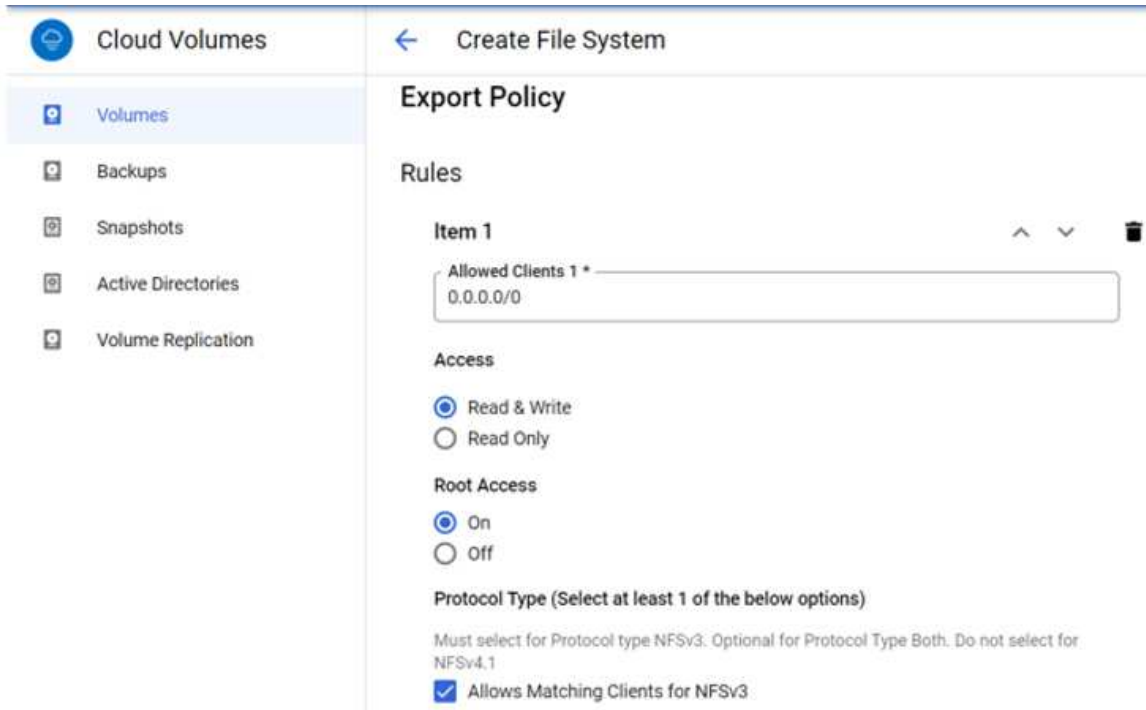 Cloud Volumes
Create File System
Volumes
Backups
Snapshots
Active Directories
Volume Replication
Export Policy
Rules
Item 1
Allowed Clients 1 *
0.0.0.0/0
Access
Read & Write
Read Only
Root Access
On
Off
Protocol Type (Select at least 1 of the below options)
Must select for Protocol type NFSv3. Optional for Protocol Type Both. Do not select for
NFSv4.1
Allows Matching Clients for NFSv3